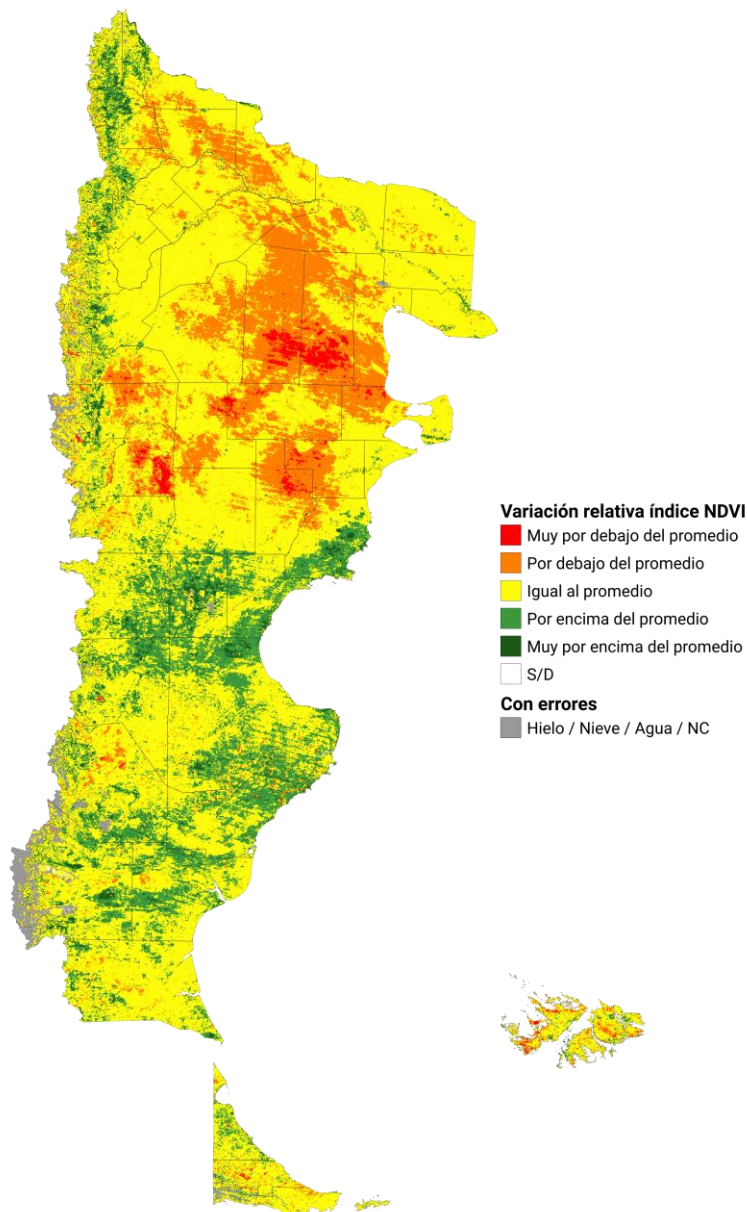 Variación relativa índice NDVI
Muy por debajo del promedio
Por debajo del promedio
Igual al promedio
Por encima del promedio
Muy por encima del promedio
S/D
Con errores
Hielo / Nieve / Agua / NC